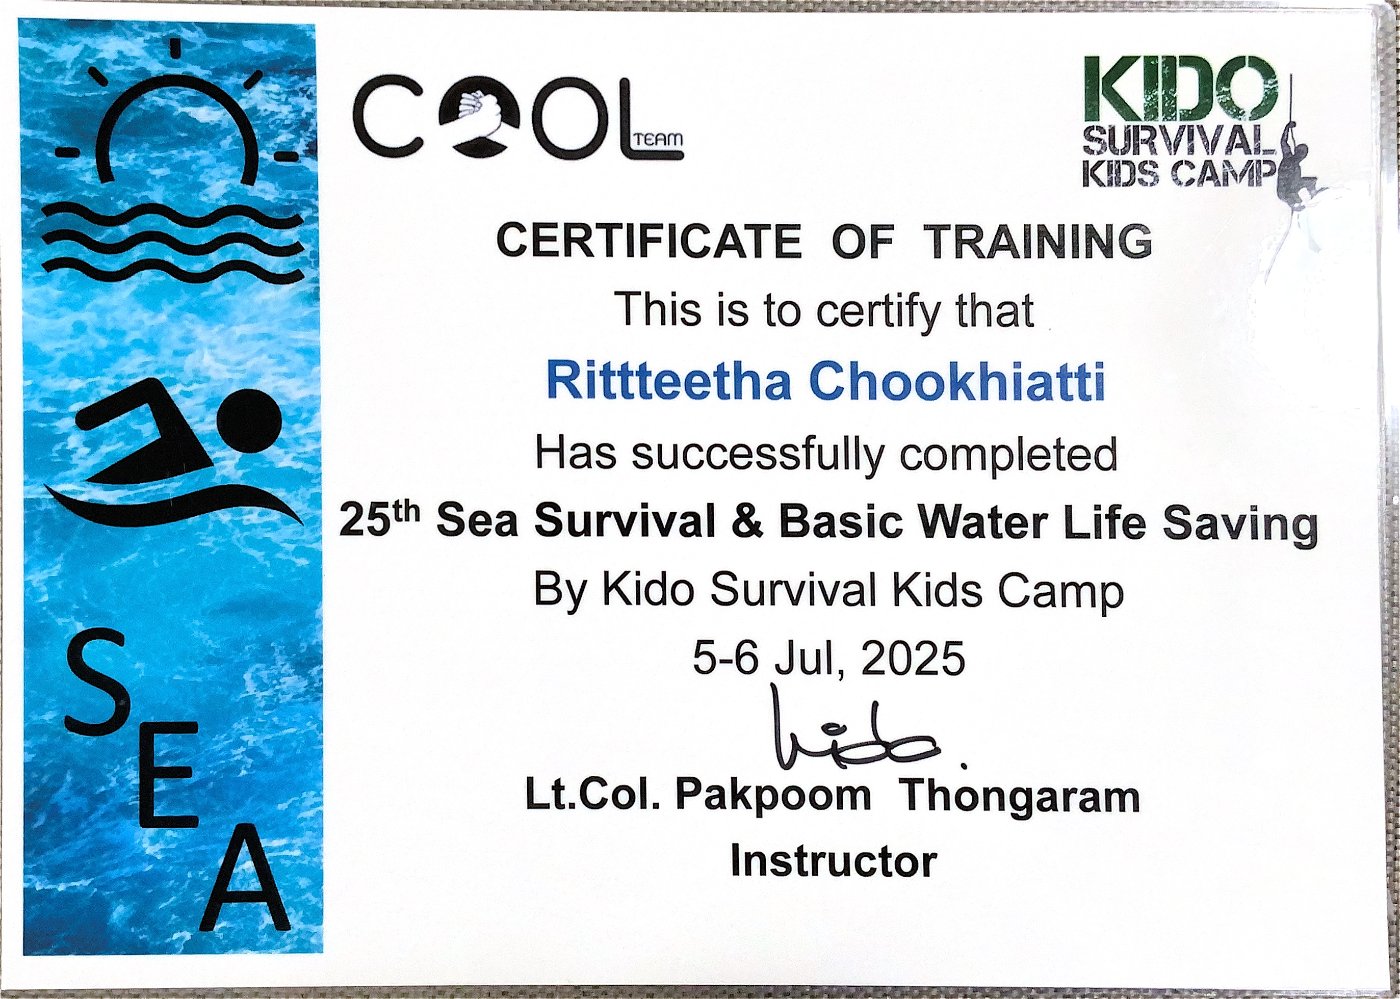 COOL TEAM
KIDO
SURVIVAL
KIDS CAMP
CERTIFICATE OF TRAINING
This is to certify that
Rittteetha Chookhiatti
Has successfully completed
25th Sea Survival & Basic Water Life Saving
By Kido Survival Kids Camp
5-6 Jul, 2025
kido.
Lt.Col. Pakpoom Thongaram
Instructor
SEA